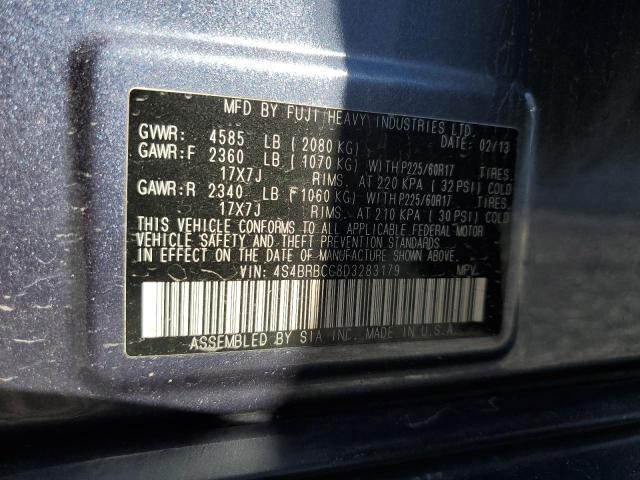 MFD BY FUJI HEAVY INDUSTRIES LTD.
GVWR: 4585 LB (2080 KG) DATE: 02/13
GAWR:F 2360 LB (1070 KG) WITH P225/60R17 TIRES.
17X7J RIMS. AT 220 KPA (32 PSI) COLD
GAWR:R 2340 LB (1060 KG) WITH P225/60R17 TIRES.
17X7J RIMS. AT 210 KPA (30 PSI) COLD
THIS VEHICLE CONFORMS TO ALL APPLICABLE FEDERAL MOTOR
VEHICLE SAFETY AND THEFT PREVENTION STANDARDS
IN EFFECT ON THE DATE OF MANUFACTURE SHOWN ABOVE.
VIN: 4S4BRBCG8D3283179 MPV
ASSEMBLED BY SIA INC. MADE IN U.S.A.